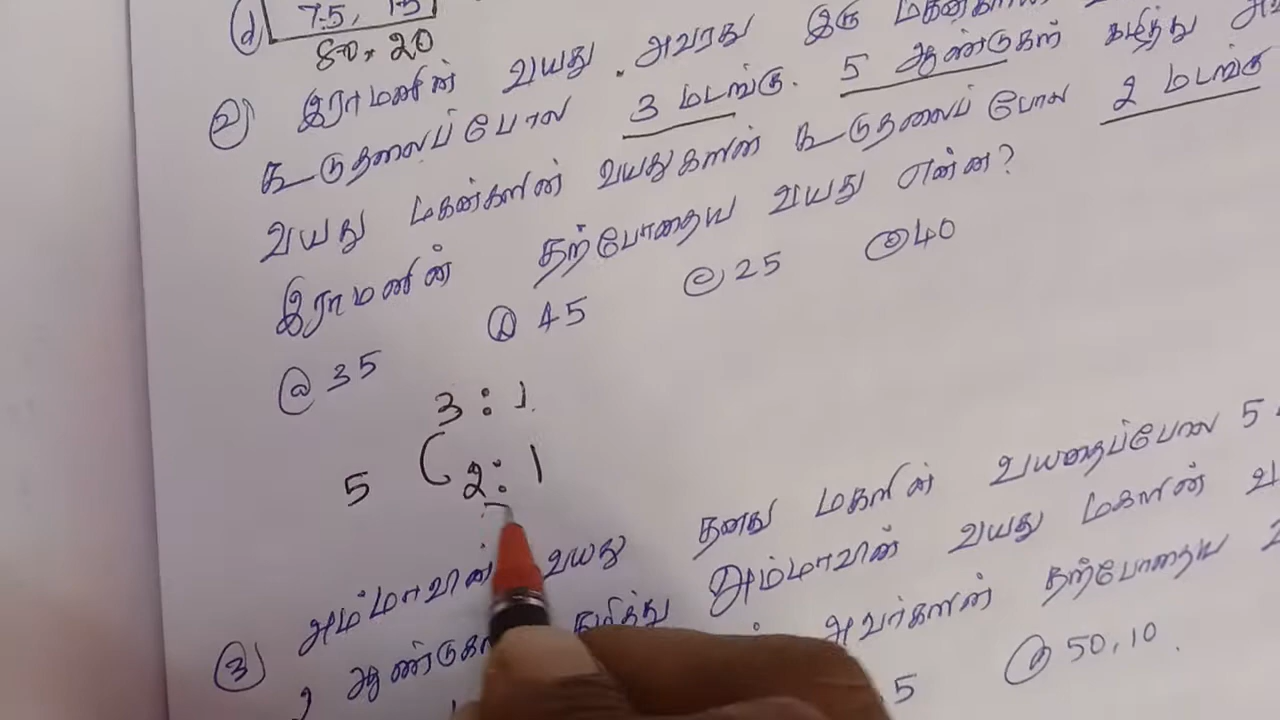 d) 7.5, 1.5
80, 20
2) இராமனின் வயது அவரது இரு மகன்களின்
கூடுதலைப் போல 3 மடங்கு. 5 ஆண்டுகள் கழித்து
வயது மகன்களின் வயதுகளின் கூடுதலைப் போல 2 மடங்கு
இராமனின் தற்போதைய வயது என்ன?
a 35 b 45 c 25 d 40
3 : 1
5 2 : 1
3) அம்மாவின் வயது தனது மகளின் வயதைப்போல 5
ஆண்டுகள் கழித்து அம்மாவின் வயது மகளின்
அவர்களின் தற்போதைய
5 d 50, 10